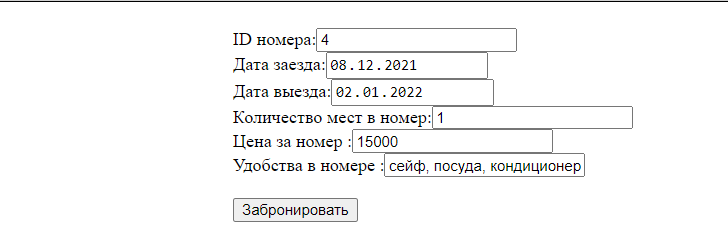 ID номера: 4
Дата заезда: 08.12.2021
Дата выезда: 02.01.2022
Количество мест в номер: 1
Цена за номер : 15000
Удобства в номере : сейф, посуда, кондиционер
Забронировать